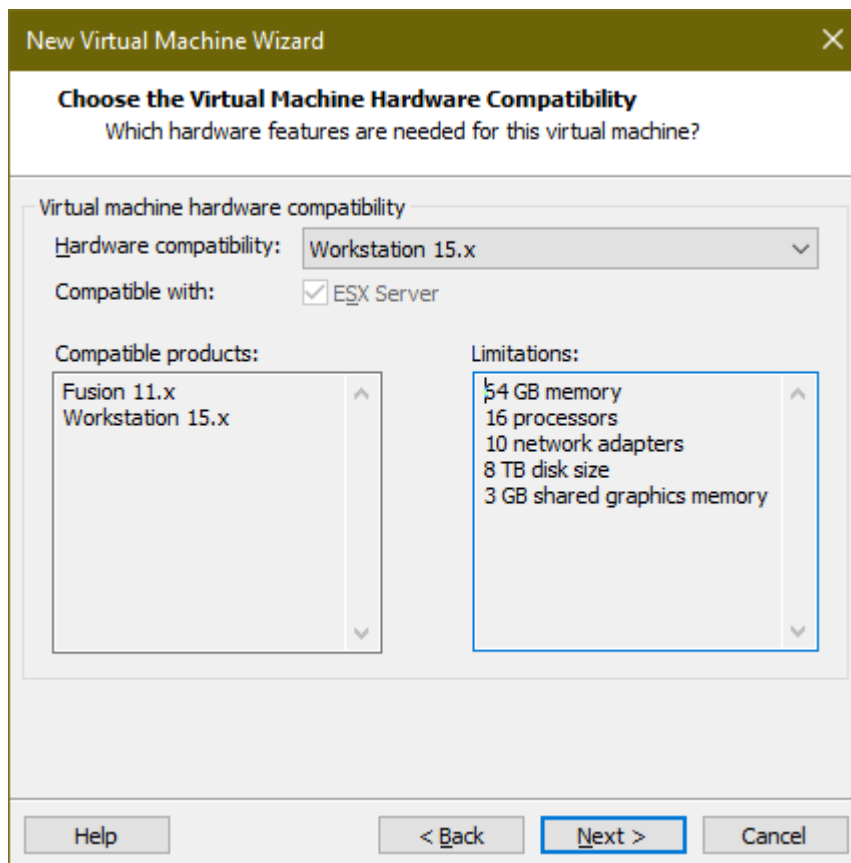 New Virtual Machine Wizard
Choose the Virtual Machine Hardware Compatibility
Which hardware features are needed for this virtual machine?
Virtual machine hardware compatibility
Hardware compatibility: Workstation 15.x
Compatible with: ESX Server
Compatible products:
Fusion 11.x
Workstation 15.x
Limitations:
64 GB memory
16 processors
10 network adapters
8 TB disk size
3 GB shared graphics memory
Help < Back Next > Cancel